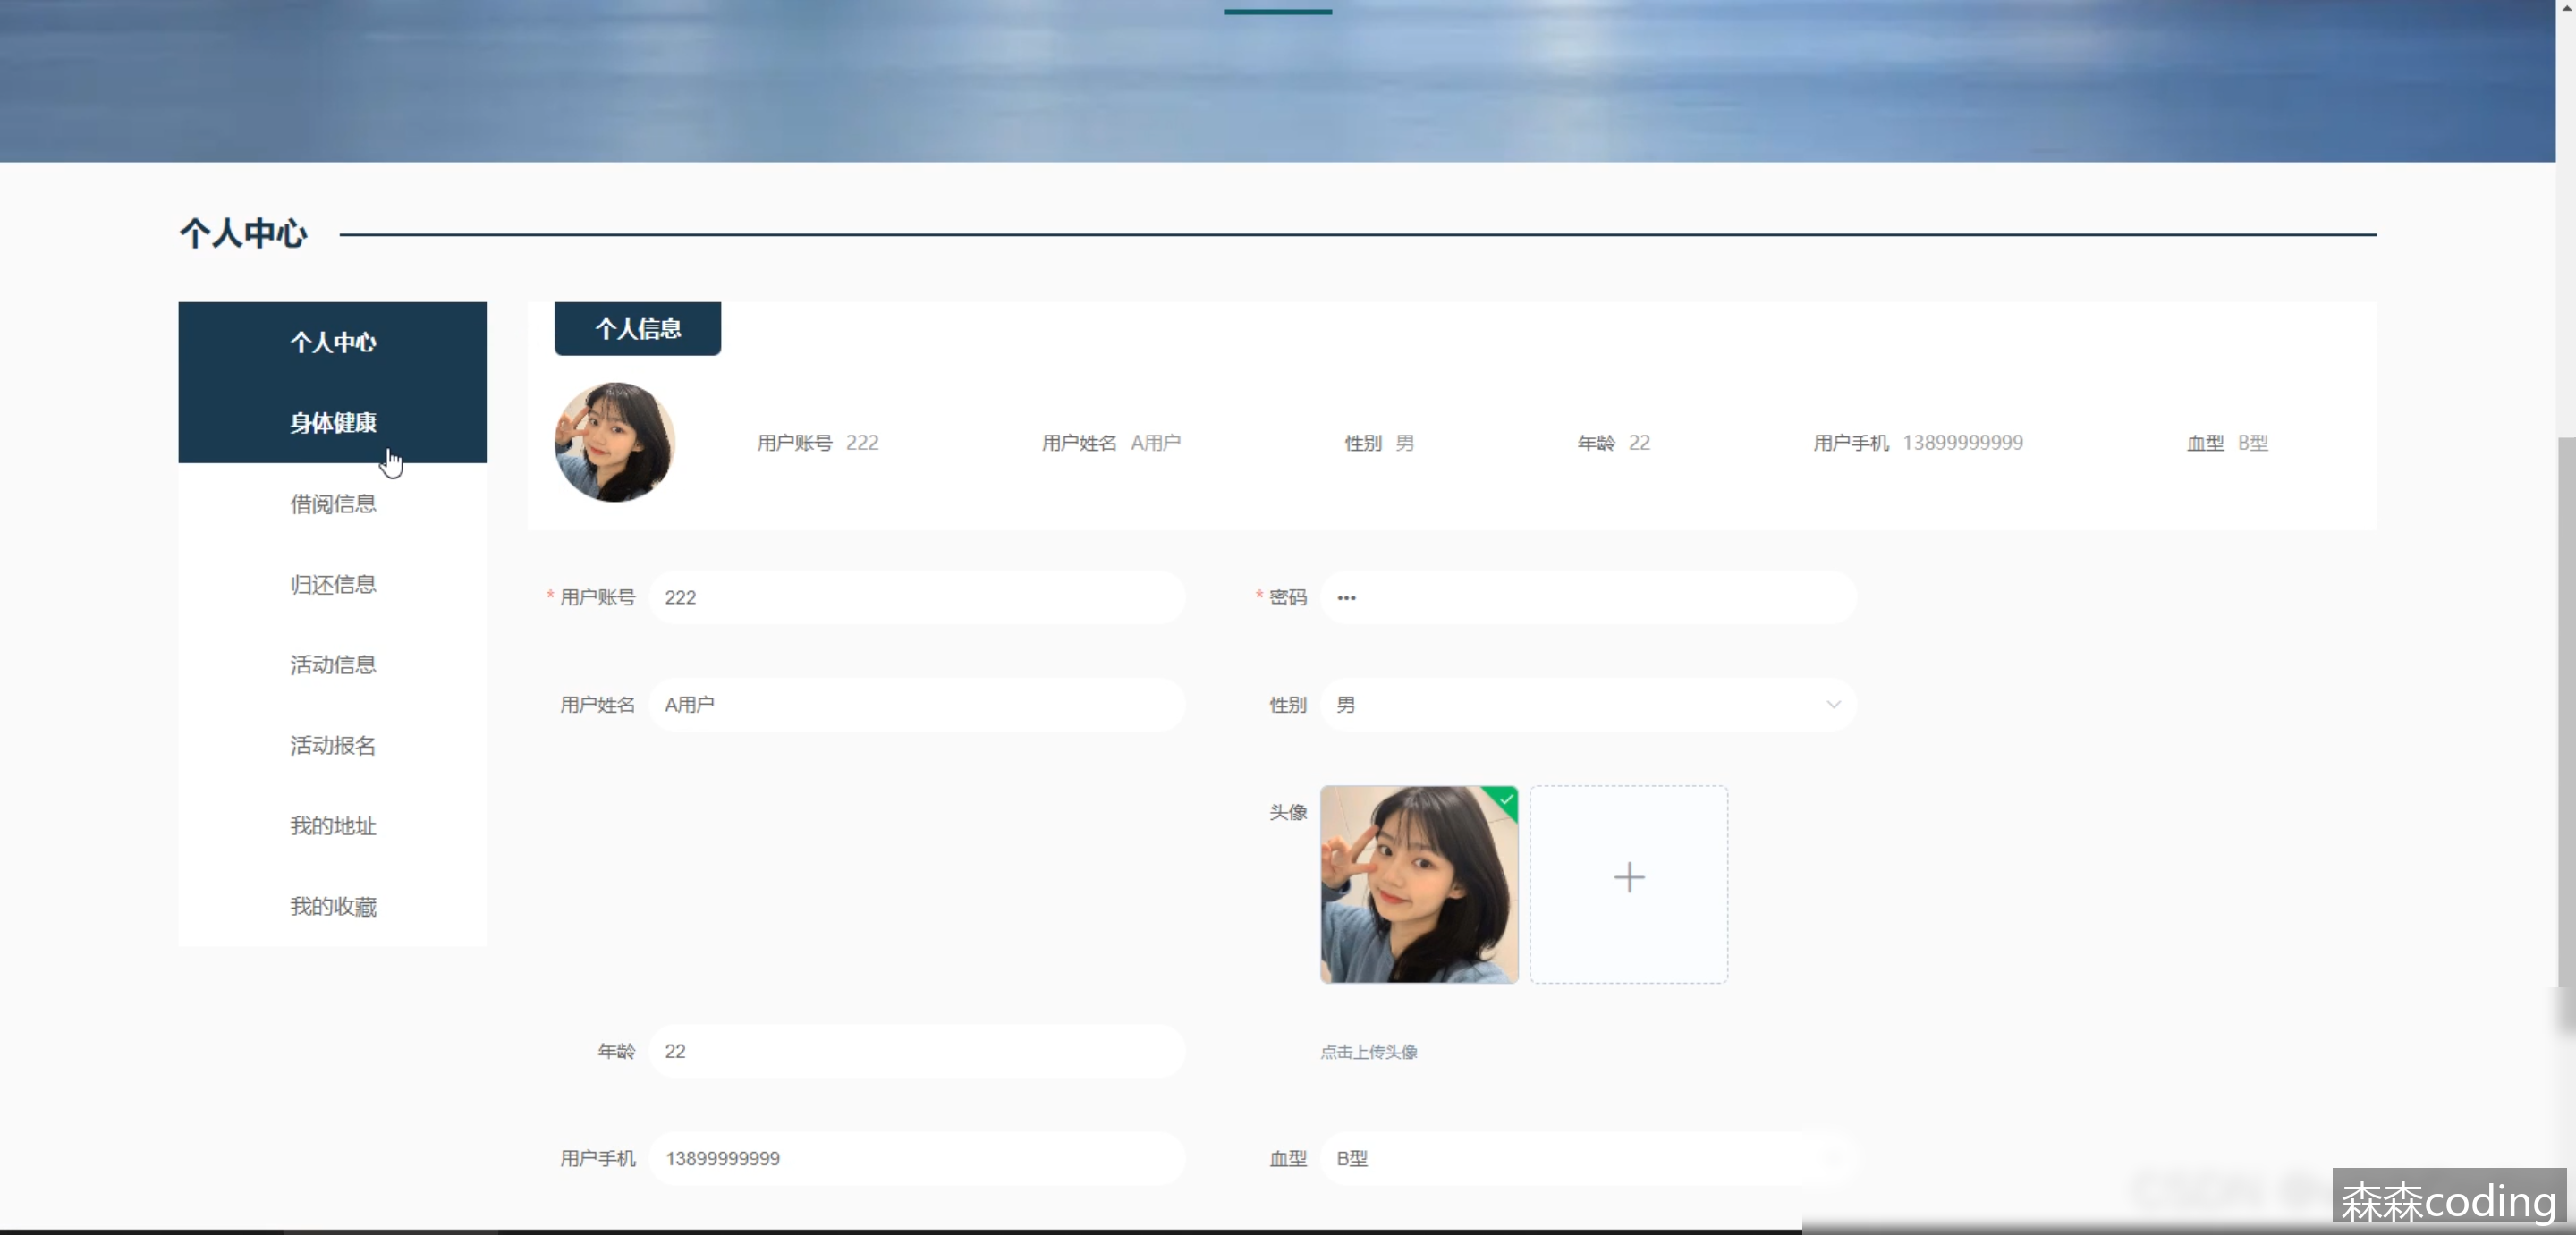 个人中心
个人中心
身体健康
借阅信息
归还信息
活动信息
活动报名
我的地址
我的收藏
个人信息
用户账号 222 用户姓名 A用户 性别 男 年龄 22 用户手机 13899999999 血型 B型
* 用户账号 222 * 密码 •••
用户姓名 A用户 性别 男
头像
年龄 22 点击上传头像
用户手机 13899999999 血型 B型
森森coding